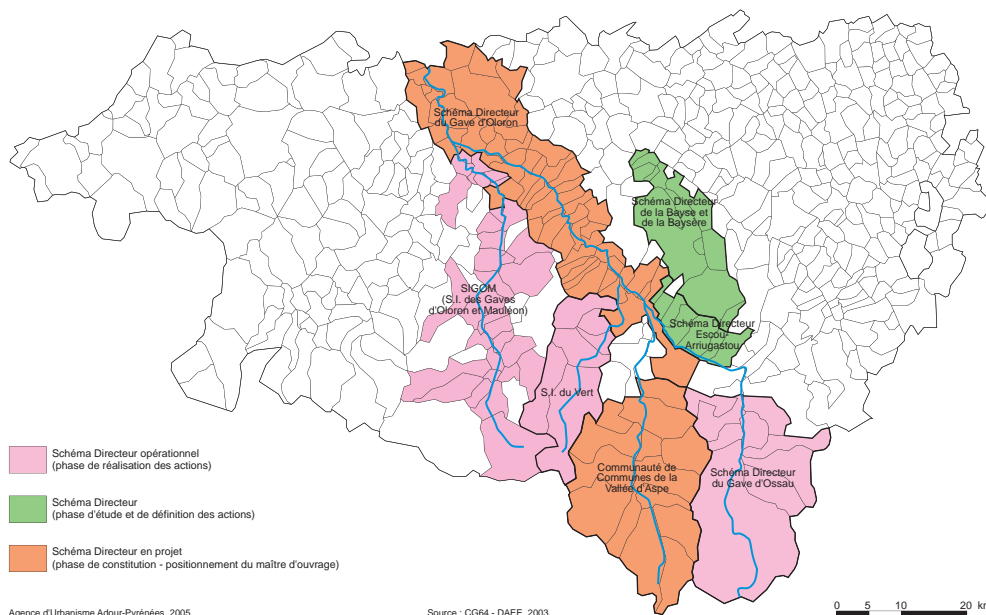 Schéma Directeur
du Gave d'Oloron
Schéma Directeur
de la Bayse et
de la Baysère
SIGOM
(S.I. des Gaves
d'Oloron et Mauléon)
Schéma Directeur
Escou-
Arriugastou
S.I. du Vert
Communauté de
Communes de la
Vallée d'Aspe
Schéma Directeur
du Gave d'Ossau
Schéma Directeur opérationnel
(phase de réalisation des actions)
Schéma Directeur
(phase d'étude et de définition des actions)
Schéma Directeur en projet
(phase de constitution - positionnement du maître d'ouvrage)
Agence d'Urbanisme Adour-Pyrénées, 2005
Source : CG64 - DAEE, 2003
0 5 10 20 km